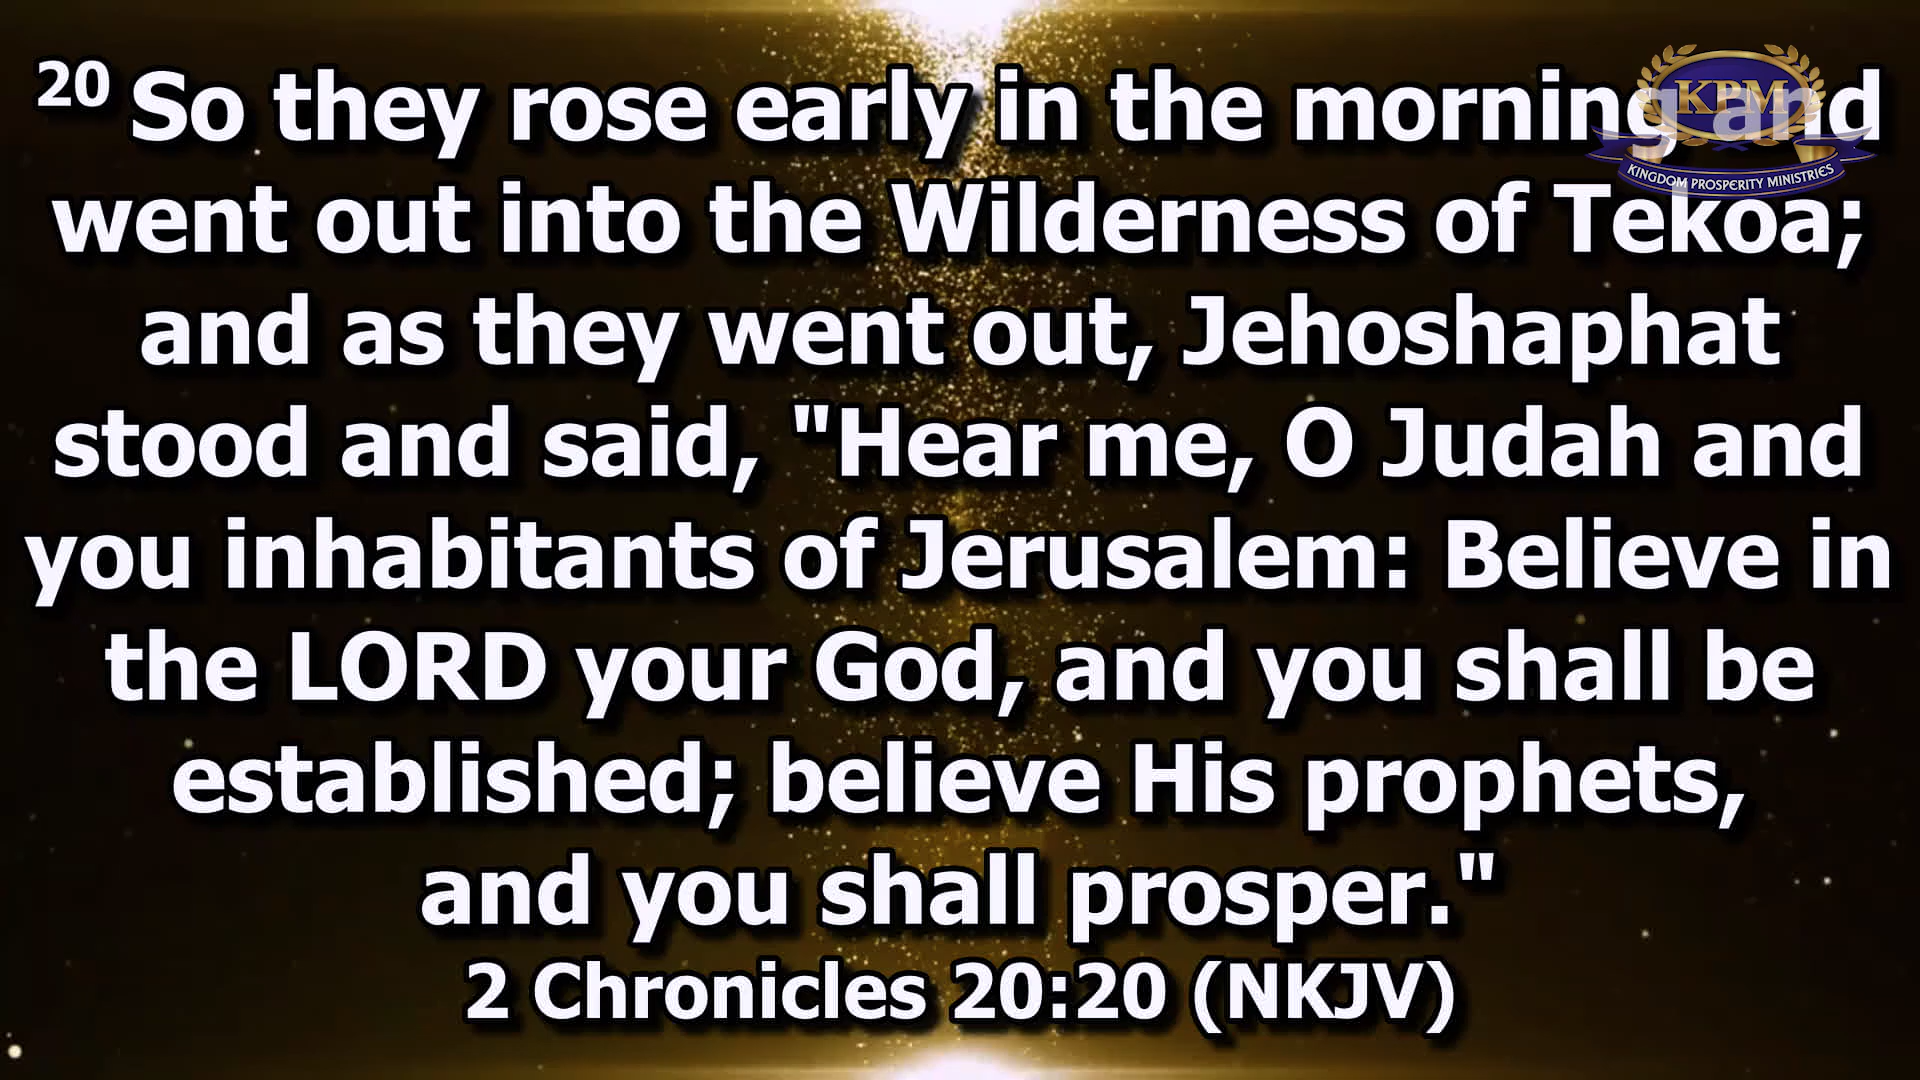 20 So they rose early in the morning and
went out into the Wilderness of Tekoa;
and as they went out, Jehoshaphat
stood and said, "Hear me, O Judah and
you inhabitants of Jerusalem: Believe in
the LORD your God, and you shall be
established; believe His prophets,
and you shall prosper."
2 Chronicles 20:20 (NKJV)
KPM
KINGDOM PROSPERITY MINISTRIES